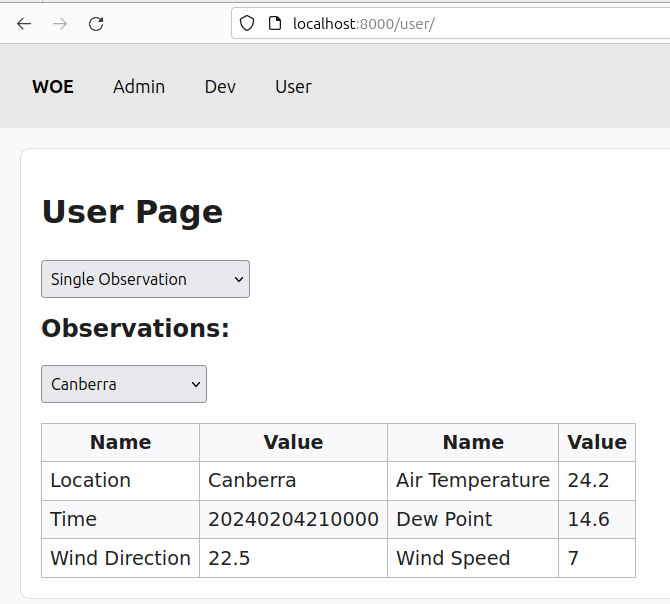 localhost:8000/user/
WOE Admin Dev User
User Page
Single Observation
Observations:
Canberra
Name Value Name Value
Location Canberra Air Temperature 24.2
Time 20240204210000 Dew Point 14.6
Wind Direction 22.5 Wind Speed 7